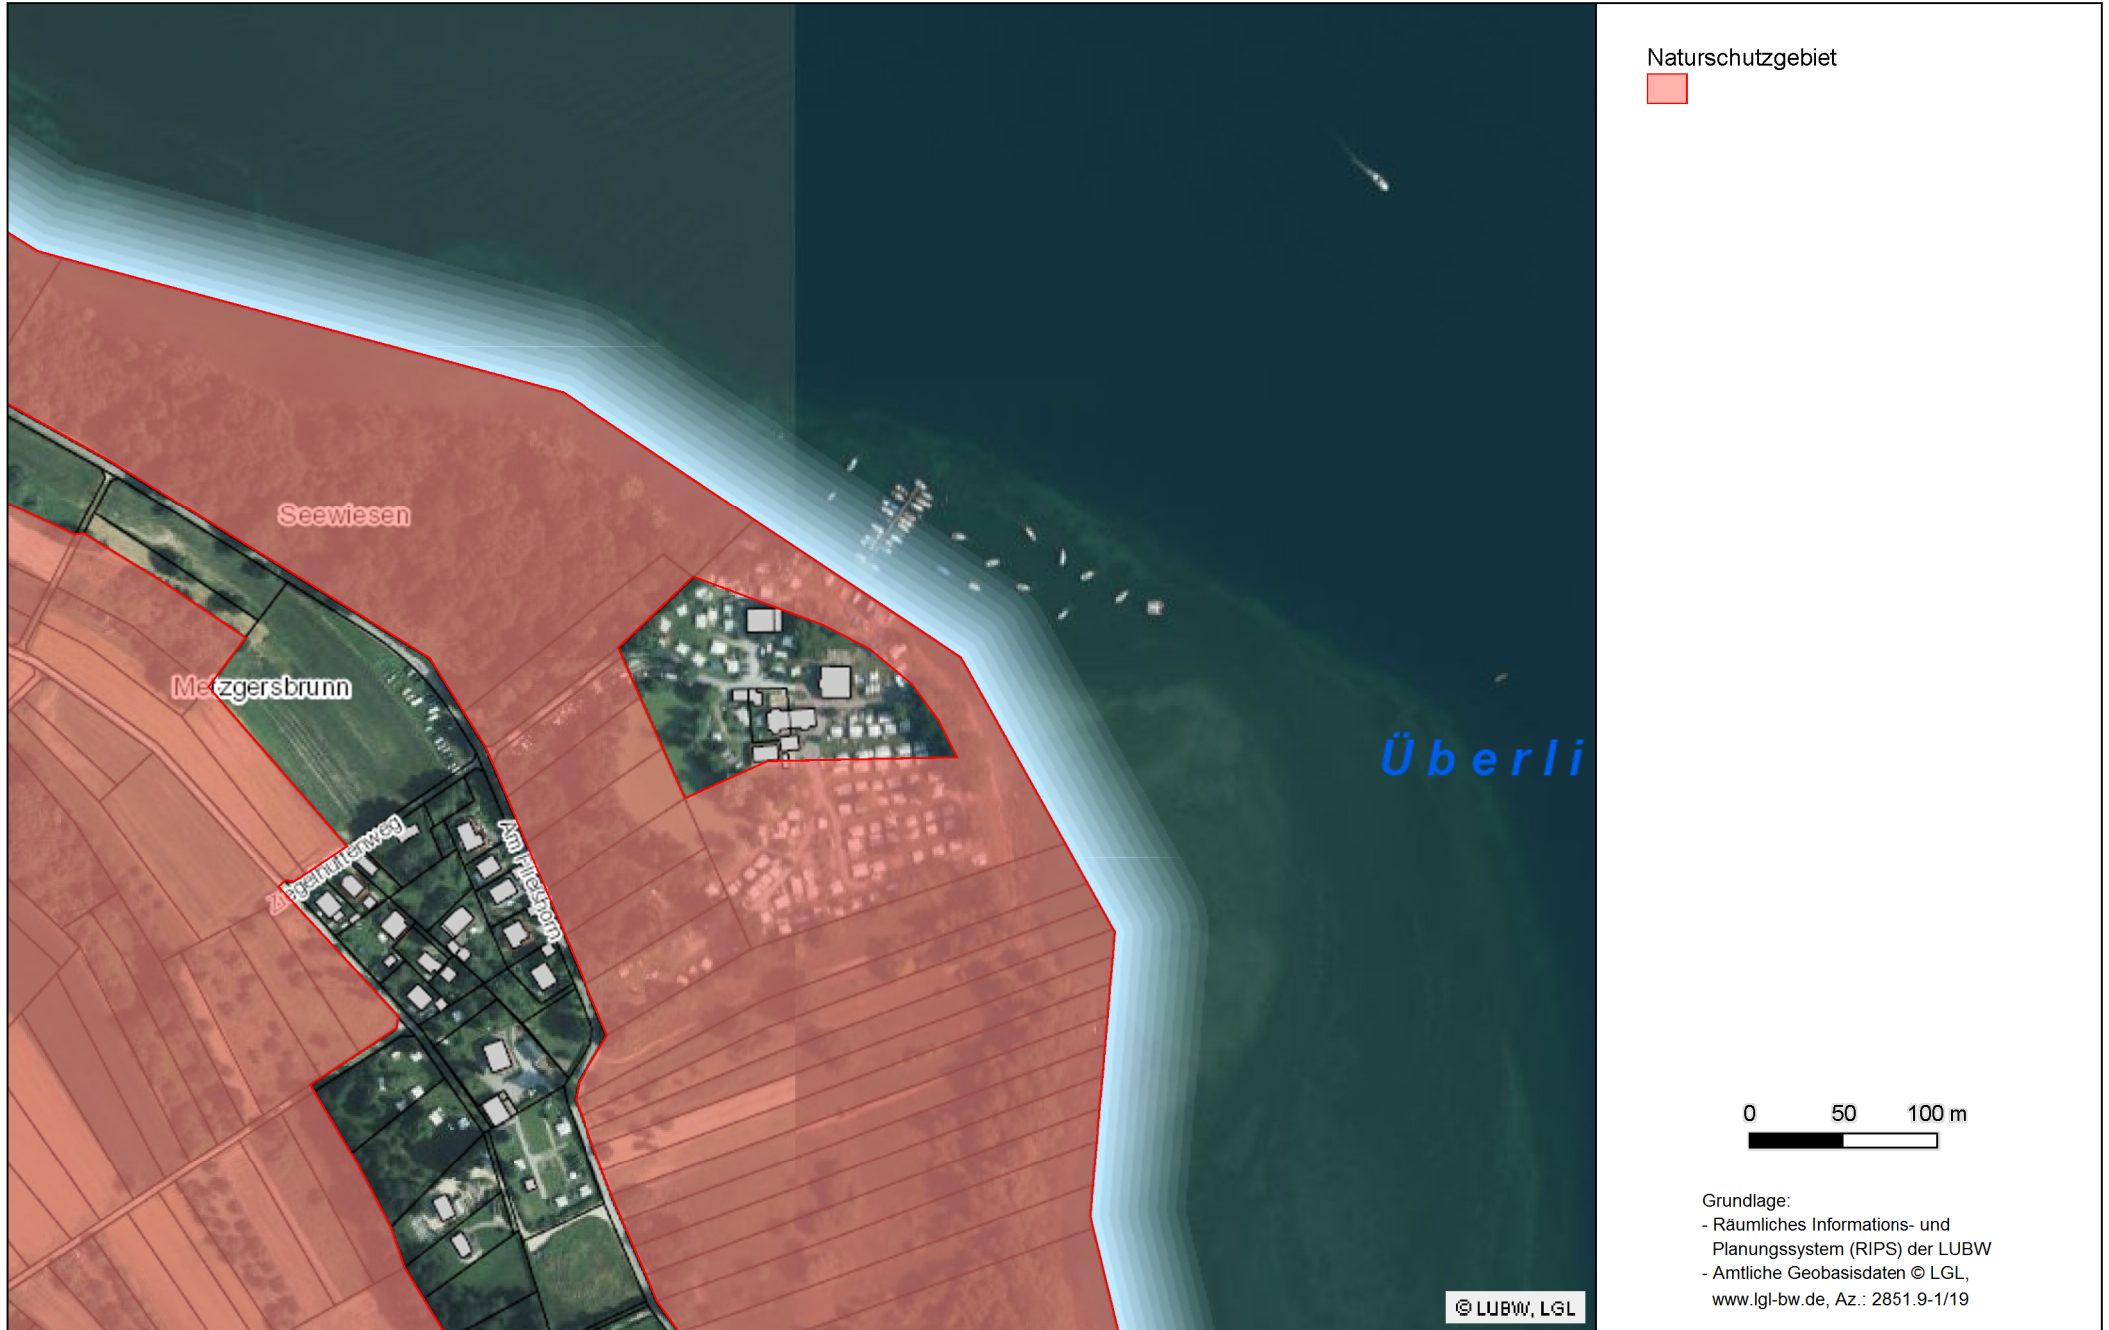 Naturschutzgebiet
Seewiesen
Metzgersbrunn
Überli
Ziegelhüttenweg
Am Fließhorn
0 50 100 m
Grundlage:
- Räumliches Informations- und
Planungssystem (RIPS) der LUBW
- Amtliche Geobasisdaten © LGL,
www.lgl-bw.de, Az.: 2851.9-1/19
© LUBW, LGL